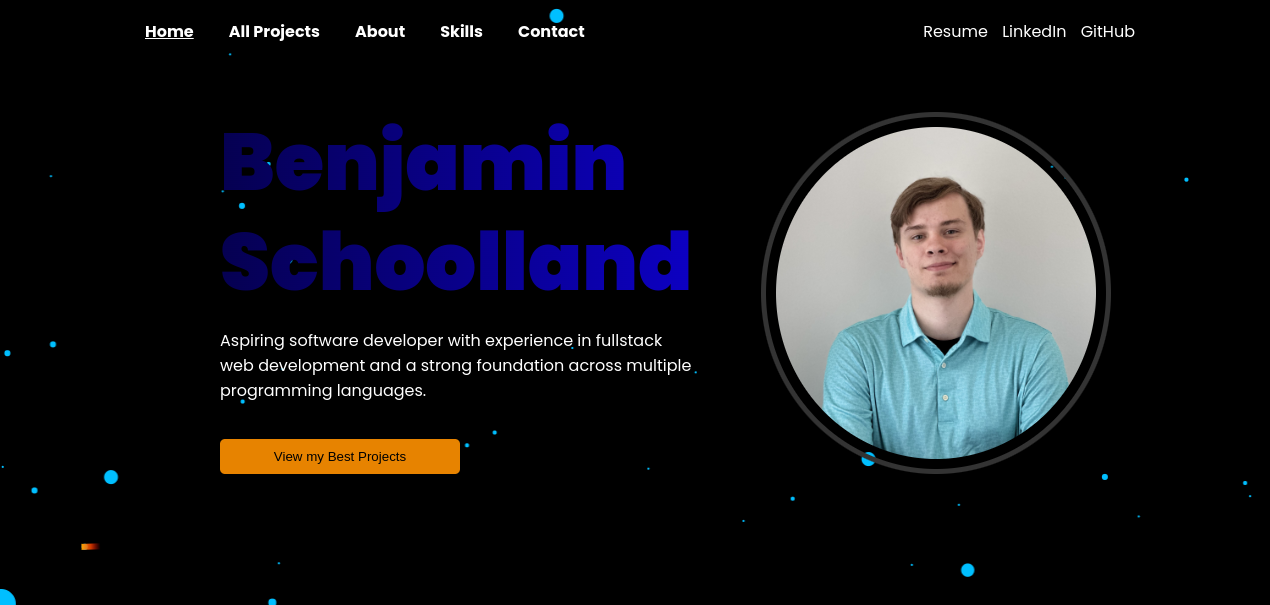 Home All Projects About Skills Contact Resume LinkedIn GitHub
Benjamin
Schoolland
Aspiring software developer with experience in fullstack
web development and a strong foundation across multiple
programming languages.
View my Best Projects